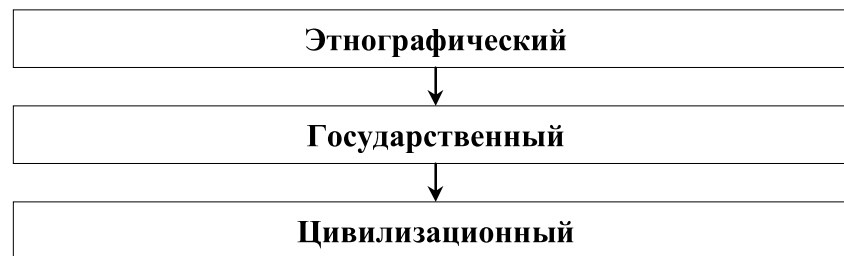 Этнографический
Государственный
Цивилизационный